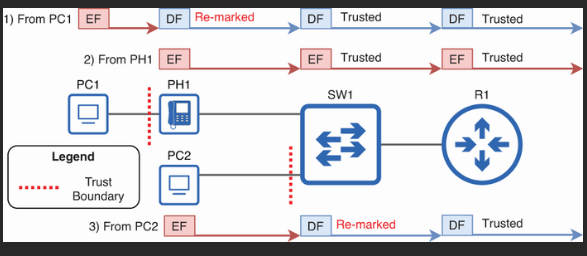 1) From PC1 EF DF Re-marked DF Trusted DF Trusted
2) From PH1 EF EF Trusted EF Trusted
PC1 PH1 SW1 R1
Legend
Trust
Boundary
PC2
3) From PC2 EF DF Re-marked DF Trusted